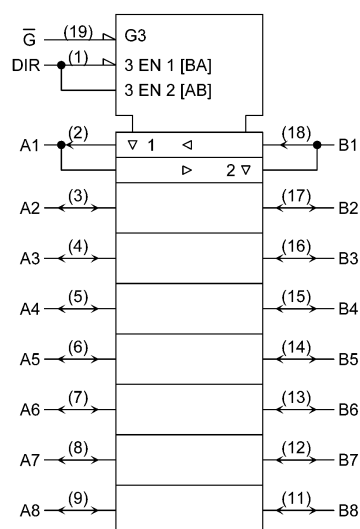 G̅ (19) G3
DIR (1) 3 EN 1 [BA]
3 EN 2 [AB]
A1 (2) ▽ 1 ◁ (18) B1
▷ 2 ▽
A2 (3) (17) B2
A3 (4) (16) B3
A4 (5) (15) B4
A5 (6) (14) B5
A6 (7) (13) B6
A7 (8) (12) B7
A8 (9) (11) B8